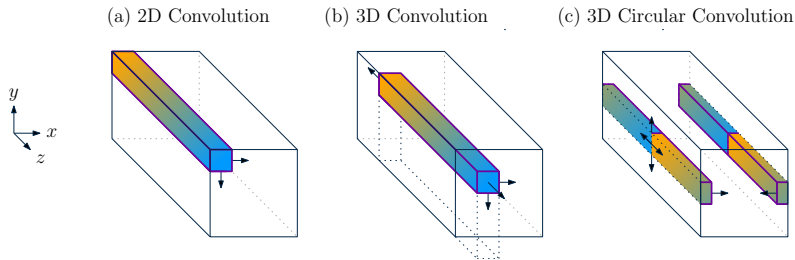 (a) 2D Convolution
(b) 3D Convolution
(c) 3D Circular Convolution
y
x
z